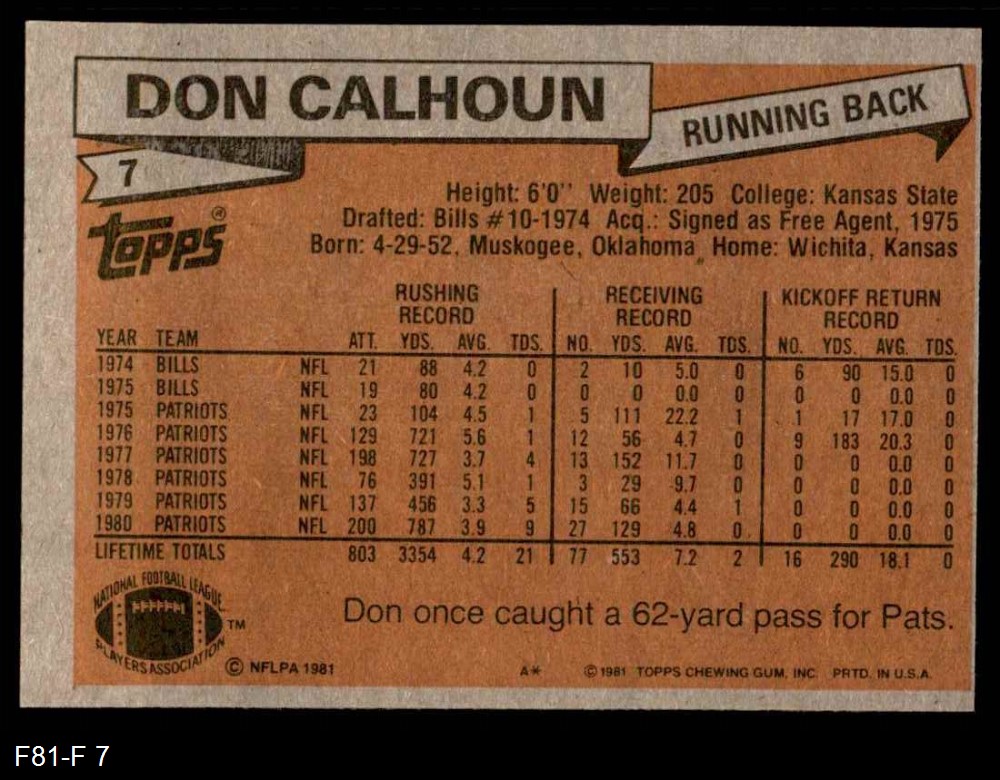 DON CALHOUN
RUNNING BACK
7
Topps®
Height: 6'0" Weight: 205 College: Kansas State
Drafted: Bills #10-1974 Acq.: Signed as Free Agent, 1975
Born: 4-29-52, Muskogee, Oklahoma Home: Wichita, Kansas
RUSHING RECORD RECEIVING RECORD KICKOFF RETURN RECORD
YEAR TEAM ATT. YDS. AVG. TDS. NO. YDS. AVG. TDS. NO. YDS. AVG. TDS.
1974 BILLS NFL 21 88 4.2 0 2 10 5.0 0 6 90 15.0 0
1975 BILLS NFL 19 80 4.2 0 0 0 0.0 0 0 0 0.0 0
1975 PATRIOTS NFL 23 104 4.5 1 5 111 22.2 1 1 17 17.0 0
1976 PATRIOTS NFL 129 721 5.6 1 12 56 4.7 0 9 183 20.3 0
1977 PATRIOTS NFL 198 727 3.7 4 13 152 11.7 0 0 0 0.0 0
1978 PATRIOTS NFL 76 391 5.1 1 3 29 9.7 0 0 0 0.0 0
1979 PATRIOTS NFL 137 456 3.3 5 15 66 4.4 1 0 0 0.0 0
1980 PATRIOTS NFL 200 787 3.9 9 27 129 4.8 0 0 0 0.0 0
LIFETIME TOTALS 803 3354 4.2 21 77 553 7.2 2 16 290 18.1 0
NATIONAL FOOTBALL LEAGUE
PLAYERS ASSOCIATION
TM
Don once caught a 62-yard pass for Pats.
© NFLPA 1981 A* © 1981 TOPPS CHEWING GUM, INC. PRTD. IN U.S.A.
F81-F 7